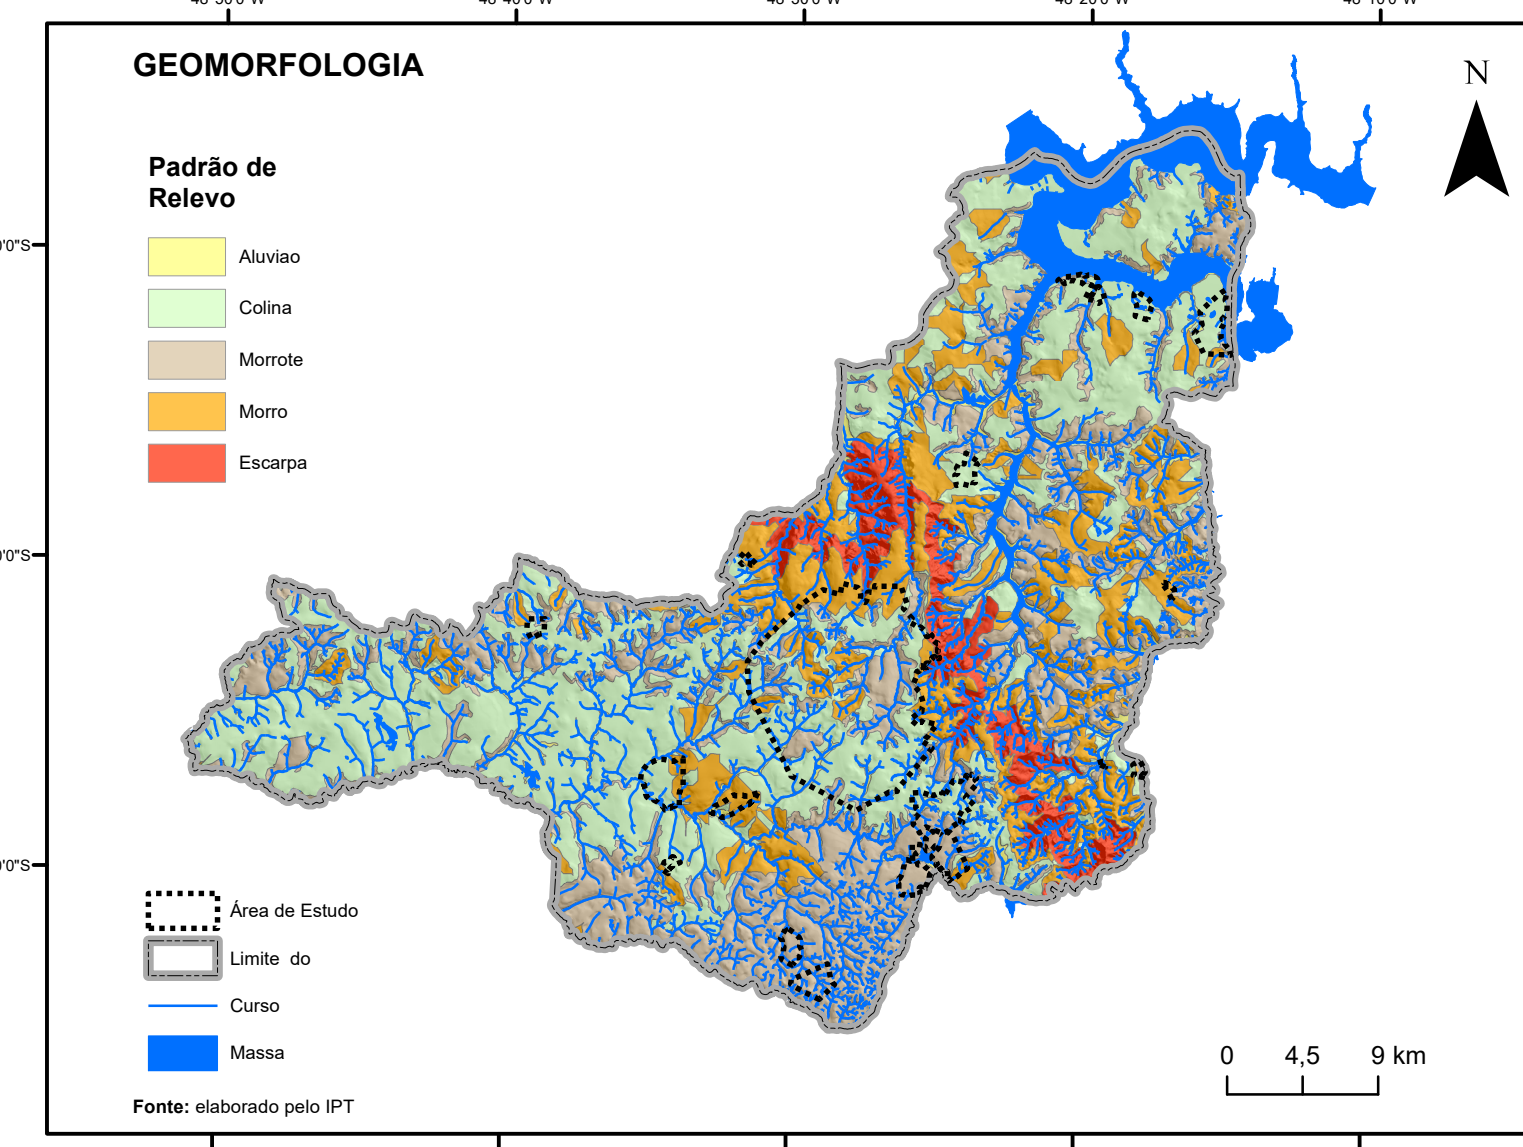 GEOMORFOLOGIA
N
Padrão de
Relevo
Aluviao
Colina
Morrote
Morro
Escarpa
Área de Estudo
Limite do
Curso
Massa
0 4,5 9 km
Fonte: elaborado pelo IPT